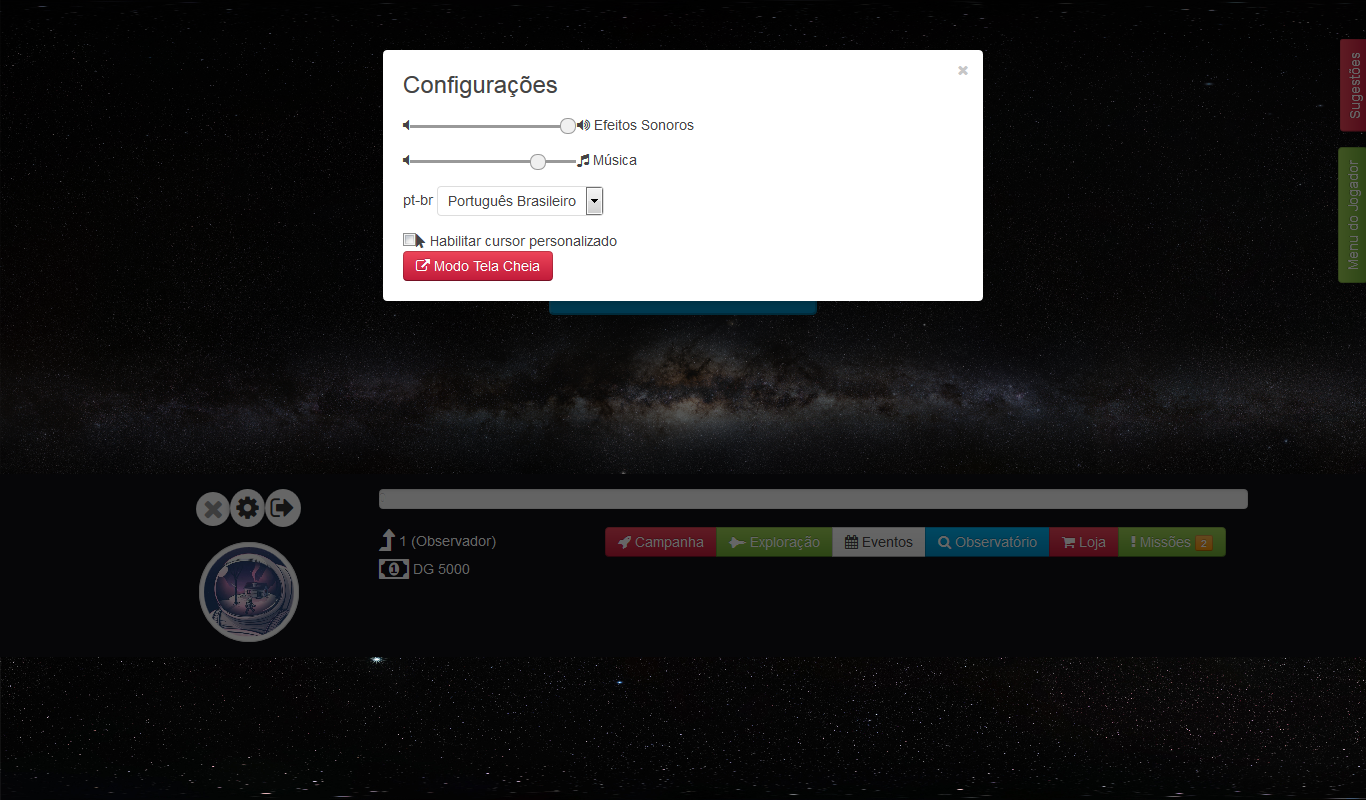 Configurações
Efeitos Sonoros
Música
pt-br Português Brasileiro
Habilitar cursor personalizado
Modo Tela Cheia
Sugestões
Menu do Jogador
1 (Observador)
DG 5000
Campanha Exploração Eventos Observatório Loja Missões 2